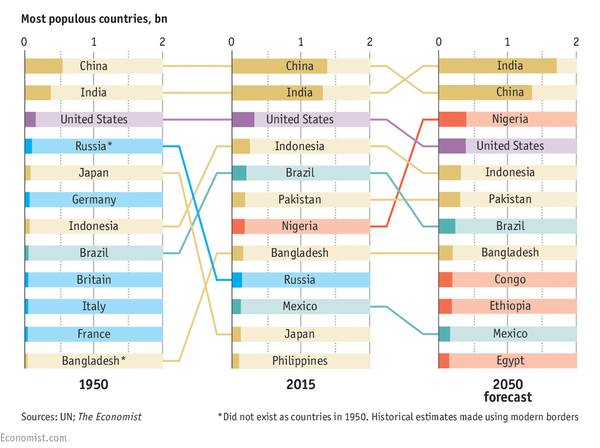 Most populous countries, bn
0 1 2 0 1 2 0 1 2
China China India
India India China
United States United States Nigeria
Russia* Indonesia United States
Japan Brazil Indonesia
Germany Pakistan Pakistan
Indonesia Nigeria Brazil
Brazil Bangladesh Bangladesh
Britain Russia Congo
Italy Mexico Ethiopia
France Japan Mexico
Bangladesh* Philippines Egypt
1950 2015 2050
forecast
Sources: UN; The Economist *Did not exist as countries in 1950. Historical estimates made using modern borders
Economist.com